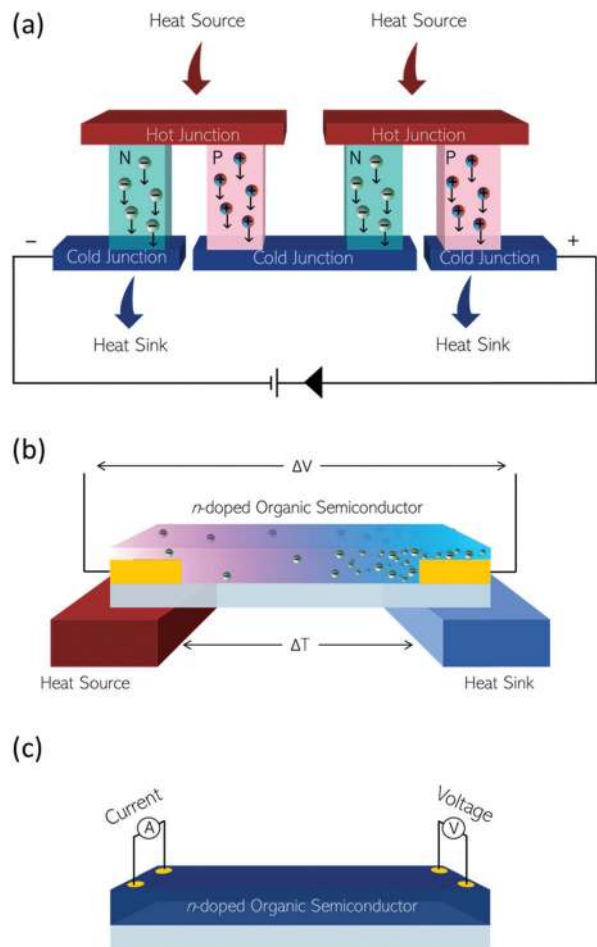 (a)
Heat Source
Heat Source
Hot Junction
Hot Junction
N
P
N
P
−
+
Cold Junction
Cold Junction
Cold Junction
Heat Sink
Heat Sink
(b)
ΔV
n-doped Organic Semiconductor
ΔT
Heat Source
Heat Sink
(c)
Current
Voltage
A
V
n-doped Organic Semiconductor